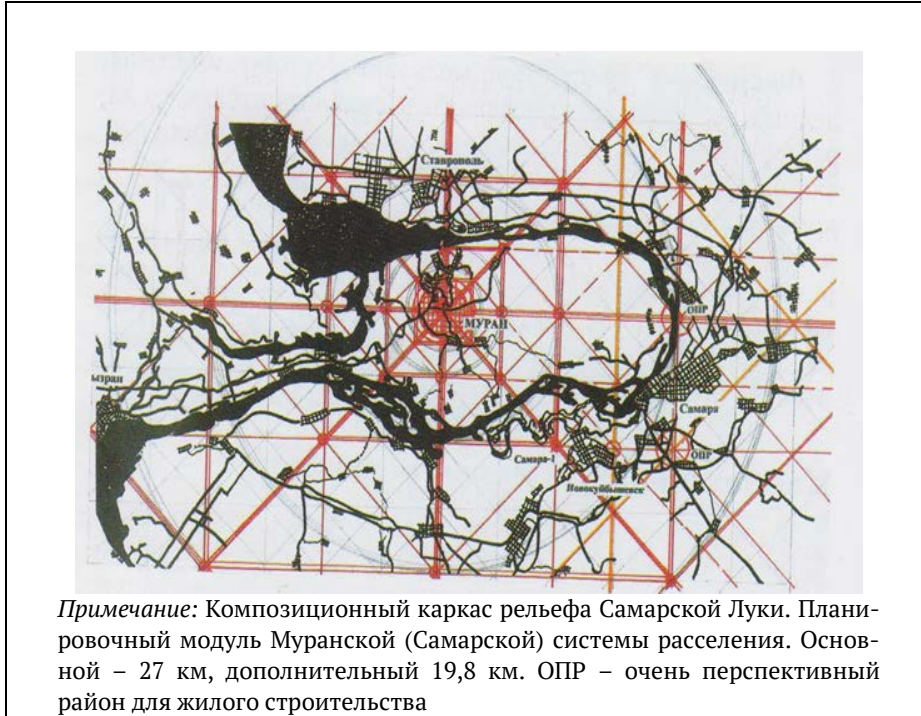 Ставрополь
МУРАН
ОПР
ызран
Самара
Самара-1
ОПР
Новокуйбышевск
Примечание: Композиционный каркас рельефа Самарской Луки. Плани-
ровочный модуль Муранской (Самарской) системы расселения. Основ-
ной – 27 км, дополнительный 19,8 км. ОПР – очень перспективный
район для жилого строительства